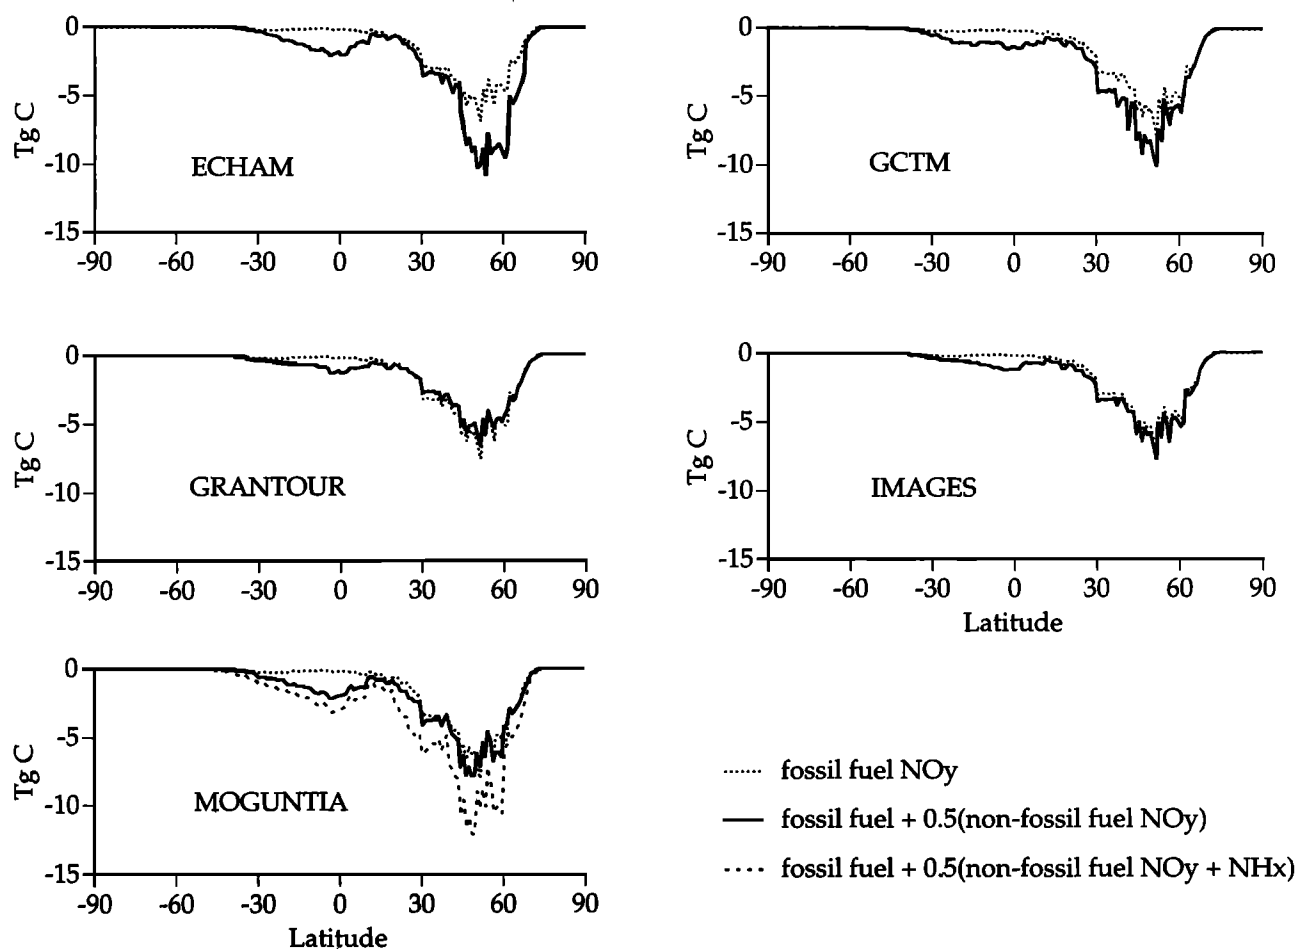 0
-5
-10
-15
Tg C
ECHAM
-90 -60 -30 0 30 60 90
0
-5
-10
-15
Tg C
GCTM
-90 -60 -30 0 30 60 90
0
-5
-10
-15
Tg C
GRANTOUR
-90 -60 -30 0 30 60 90
0
-5
-10
-15
Tg C
IMAGES
-90 -60 -30 0 30 60 90
Latitude
0
-5
-10
-15
Tg C
MOGUNTIA
-90 -60 -30 0 30 60 90
Latitude
fossil fuel NOy
fossil fuel + 0.5(non-fossil fuel NOy)
fossil fuel + 0.5(non-fossil fuel NOy + NHx)